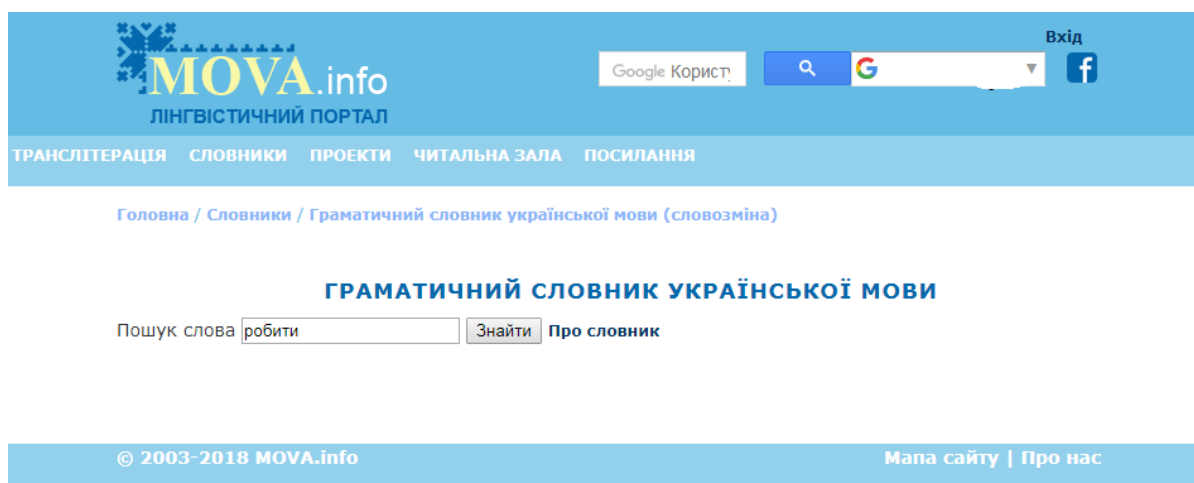 Вхід
MOVA.info
Google Корист
ЛІНГВІСТИЧНИЙ ПОРТАЛ
ТРАНСЛІТЕРАЦІЯ СЛОВНИКИ ПРОЕКТИ ЧИТАЛЬНА ЗАЛА ПОСИЛАННЯ
Головна / Словники / Граматичний словник української мови (словозміна)
ГРАМАТИЧНИЙ СЛОВНИК УКРАЇНСЬКОЇ МОВИ
Пошук слова робити Знайти Про словник
© 2003-2018 MOVA.info Мапа сайту | Про нас